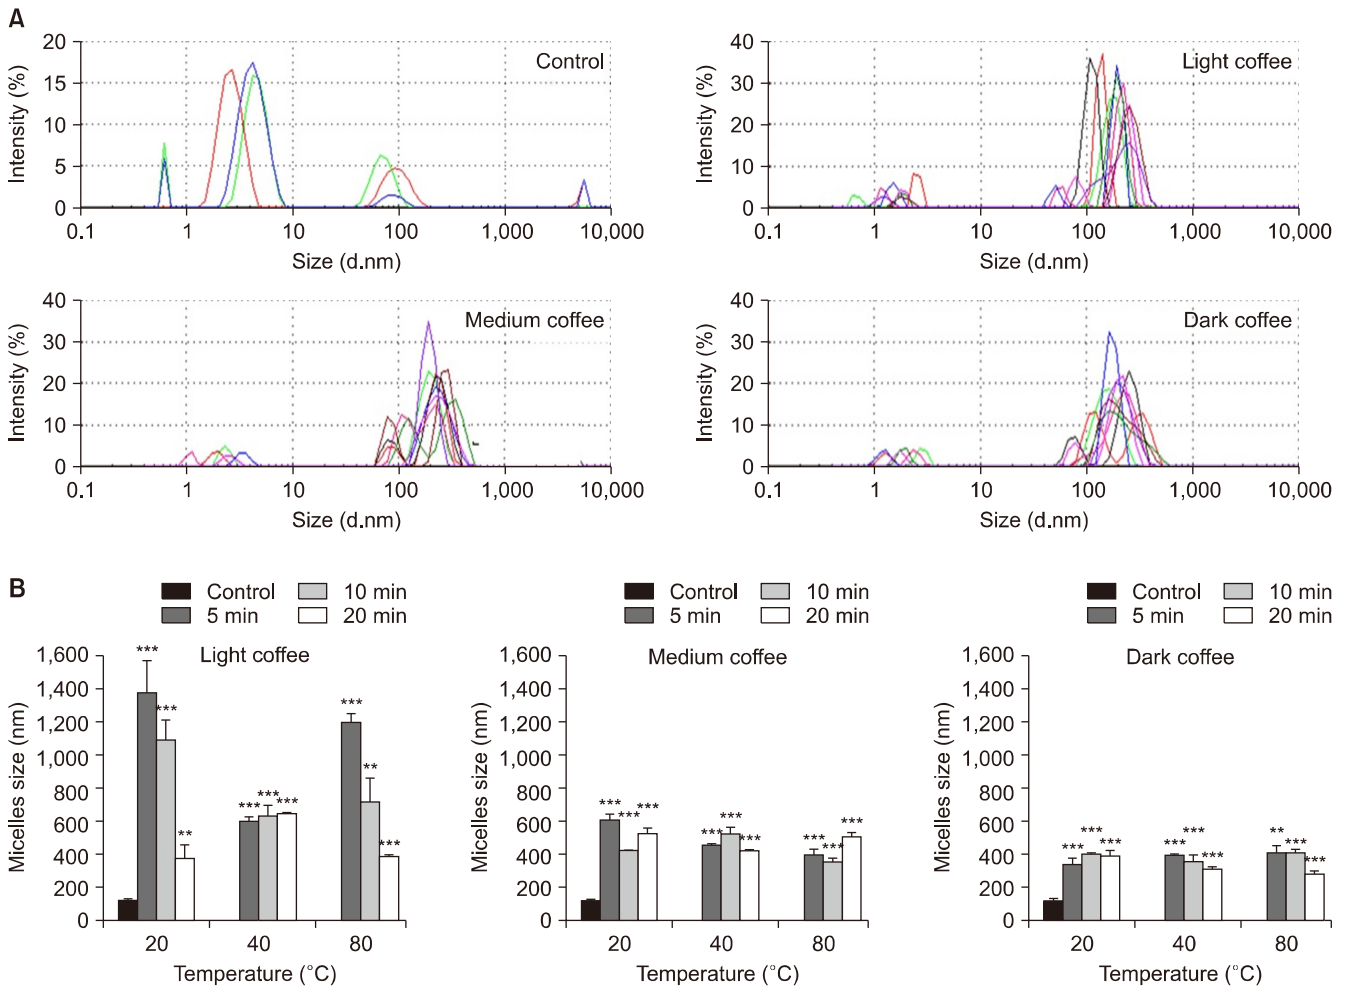 A
20
15
10
5
0
Intensity (%)
Control
0.1 1 10 100 1,000 10,000
Size (d.nm)
40
30
20
10
0
Intensity (%)
Light coffee
0.1 1 10 100 1,000 10,000
Size (d.nm)
40
30
20
10
0
Intensity (%)
Medium coffee
0.1 1 10 100 1,000 10,000
Size (d.nm)
40
30
20
10
0
Intensity (%)
Dark coffee
0.1 1 10 100 1,000 10,000
Size (d.nm)
B
Control 10 min
5 min 20 min
Light coffee
1,600
1,400
1,200
1,000
800
600
400
200
0
Micelles size (nm)
*** *** **
*** *** ***
*** ** ***
20 40 80
Temperature (°C)
Control 10 min
5 min 20 min
Medium coffee
1,600
1,400
1,200
1,000
800
600
400
200
0
Micelles size (nm)
*** *** ***
*** *** ***
*** *** ***
20 40 80
Temperature (°C)
Control 10 min
5 min 20 min
Dark coffee
1,600
1,400
1,200
1,000
800
600
400
200
0
Micelles size (nm)
*** *** ***
*** *** ***
** *** ***
20 40 80
Temperature (°C)